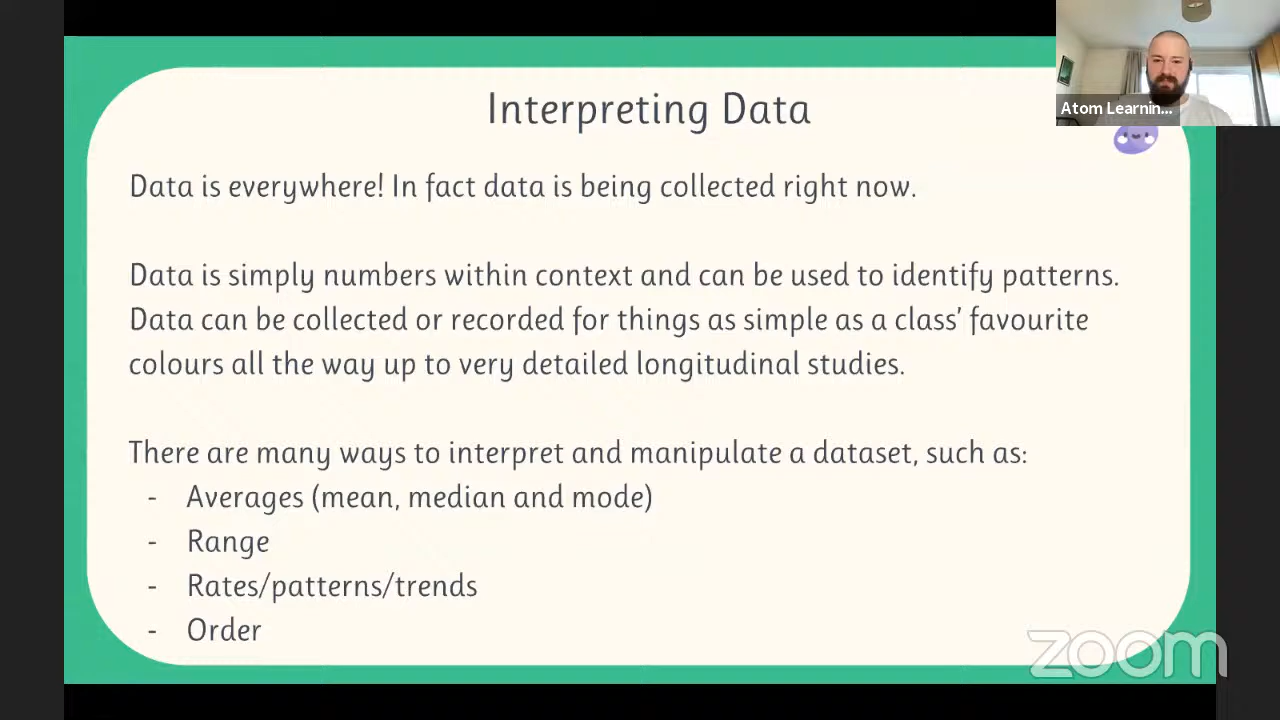 Interpreting Data
Atom Learnin...
Data is everywhere! In fact data is being collected right now.
Data is simply numbers within context and can be used to identify patterns.
Data can be collected or recorded for things as simple as a class’ favourite
colours all the way up to very detailed longitudinal studies.
There are many ways to interpret and manipulate a dataset, such as:
- Averages (mean, median and mode)
- Range
- Rates/patterns/trends
- Order
zoom